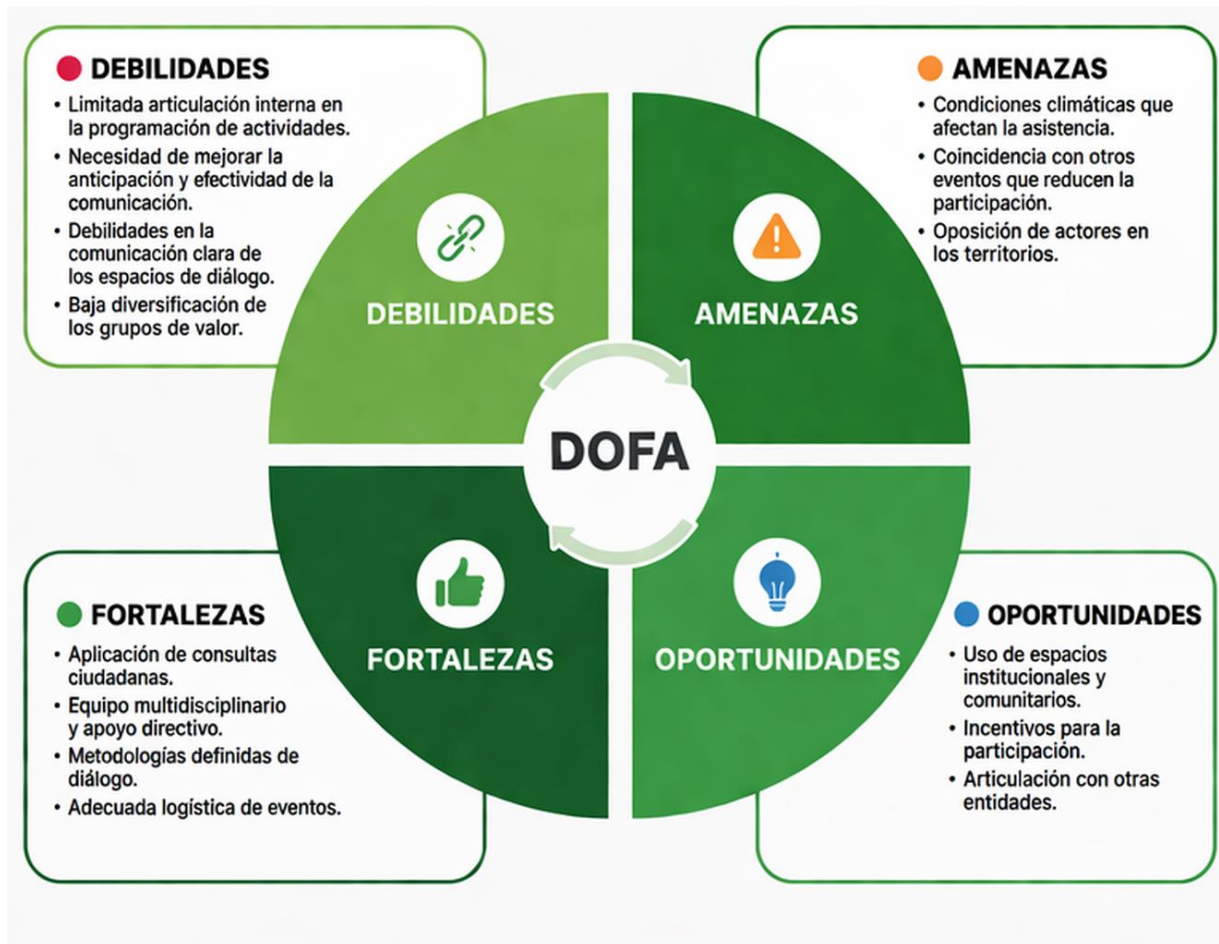 DEBILIDADES
• Limitada articulación interna en
la programación de actividades.
• Necesidad de mejorar la
anticipación y efectividad de la
comunicación.
• Debilidades en la
comunicación clara de
los espacios de diálogo.
• Baja diversificación de
los grupos de valor.
AMENAZAS
• Condiciones climáticas que
afectan la asistencia.
• Coincidencia con otros
eventos que reducen la
participación.
• Oposición de actores en
los territorios.
DEBILIDADES
AMENAZAS
DOFA
FORTALEZAS
OPORTUNIDADES
FORTALEZAS
• Aplicación de consultas
ciudadanas.
• Equipo multidisciplinario
y apoyo directivo.
• Metodologías definidas de
diálogo.
• Adecuada logística de eventos.
OPORTUNIDADES
• Uso de espacios
institucionales y
comunitarios.
• Incentivos para la
participación.
• Articulación con otras
entidades.